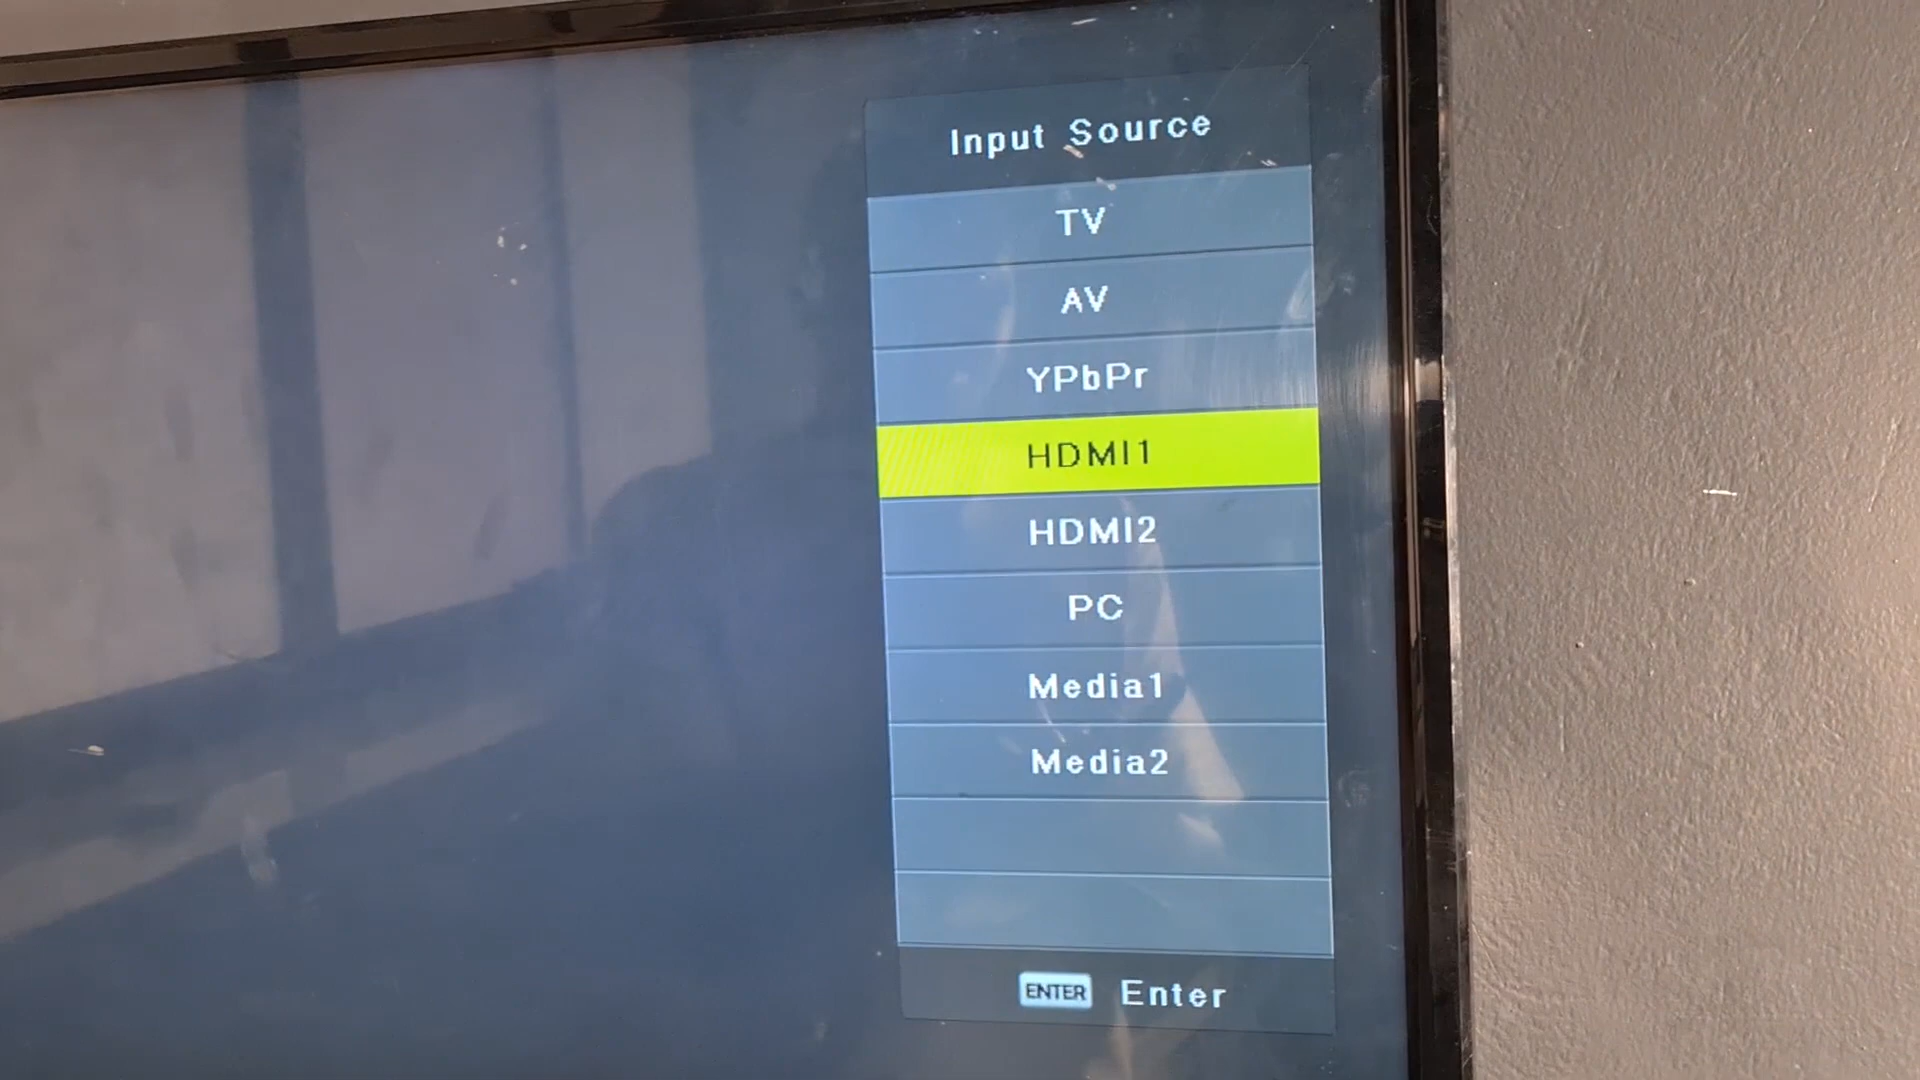 Input Source
TV
AV
YPbPr
HDMI1
HDMI2
PC
Media1
Media2
ENTER Enter